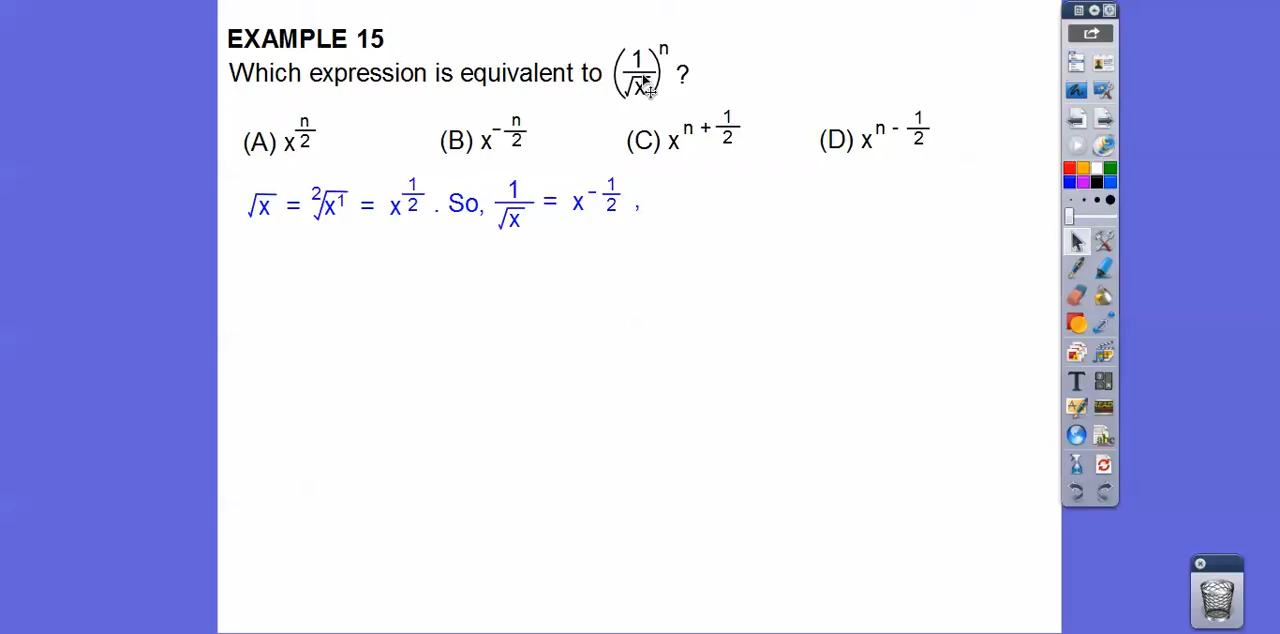 EXAMPLE 15
Which expression is equivalent to (1/√x)ⁿ ?
(A) x^(n/2) (B) x^(-n/2) (C) x^(n + 1/2) (D) x^(n - 1/2)
√x = ²√x¹ = x^(1/2) . So, 1/√x = x^(-1/2) ,